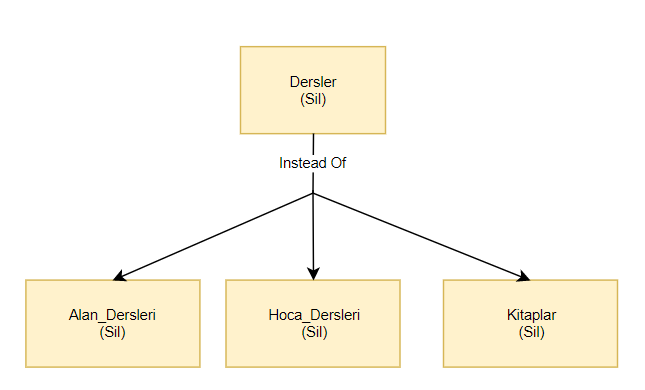 Dersler
(Sil)
Instead Of
Alan_Dersleri
(Sil)
Hoca_Dersleri
(Sil)
Kitaplar
(Sil)